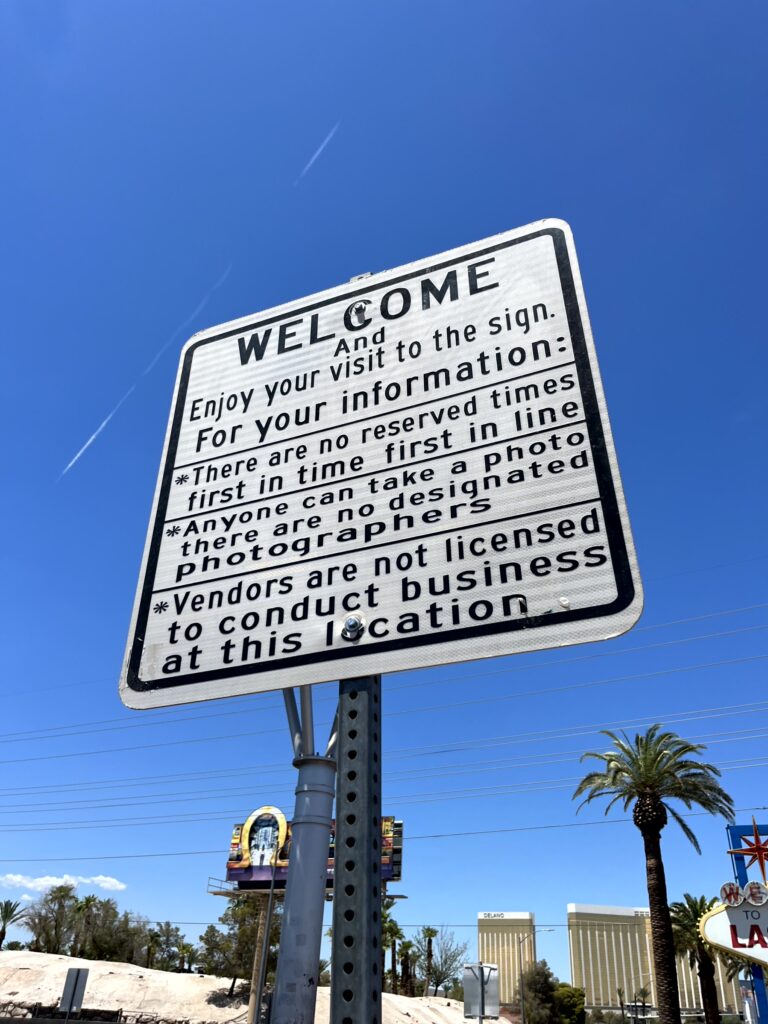 WELCOME
And
Enjoy your visit to the sign.
For your information:
*There are no reserved times
first in time first in line
*Anyone can take a photo
there are no designated
photographers
*Vendors are not licensed
to conduct business
at this location
DELANO
WE
TO
LAS